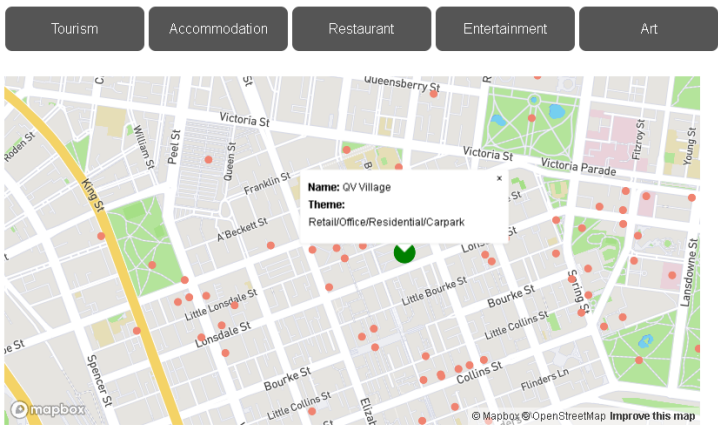 Tourism
Accommodation
Restaurant
Entertainment
Art
Queensberry St
Victoria St
William St
Peel St
Queen St
Roden St
King St
Franklin St
A'Beckett St
Victoria St
Victoria Parade
Fitzroy St
Young St
×
Name: QV Village
Theme:
Retail/Office/Residential/Carpark
Little Lonsdale St
Lonsdale St
Little Bourke St
Bourke St
Spring St
Lansdowne St
Little Collins St
Collins St
Flinders Ln
Spencer St
Bourke St
Little Collins St
mapbox
© Mapbox © OpenStreetMap Improve this map